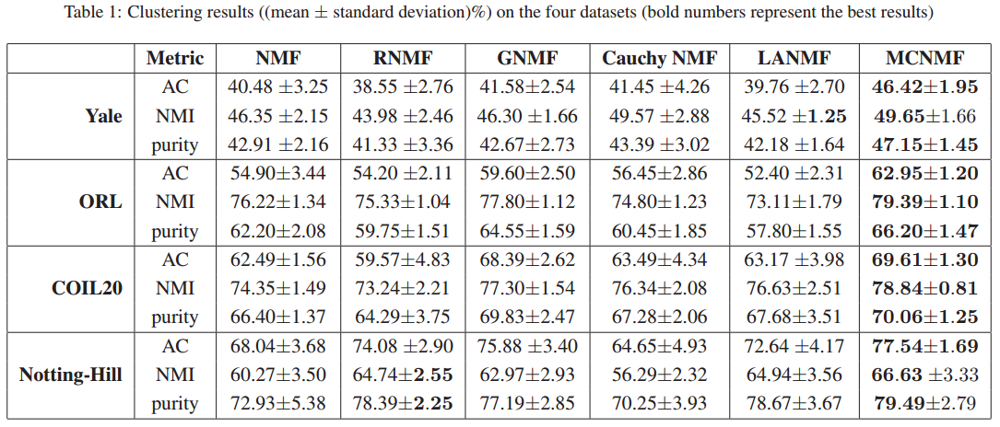 Table 1: Clustering results ((mean ± standard deviation)%) on the four datasets (bold numbers represent the best results)
Metric NMF RNMF GNMF Cauchy NMF LANMF MCNMF
AC 40.48 ±3.25 38.55 ±2.76 41.58±2.54 41.45 ±4.26 39.76 ±2.70 46.42±1.95
Yale NMI 46.35 ±2.15 43.98 ±2.46 46.30 ±1.66 49.57 ±2.88 45.52 ±1.25 49.65±1.66
purity 42.91 ±2.16 41.33 ±3.36 42.67±2.73 43.39 ±3.02 42.18 ±1.64 47.15±1.45
AC 54.90±3.44 54.20 ±2.11 59.60±2.50 56.45±2.86 52.40 ±2.31 62.95±1.20
ORL NMI 76.22±1.34 75.33±1.04 77.80±1.12 74.80±1.23 73.11±1.79 79.39±1.10
purity 62.20±2.08 59.75±1.51 64.55±1.59 60.45±1.85 57.80±1.55 66.20±1.47
AC 62.49±1.56 59.57±4.83 68.39±2.62 63.49±4.34 63.17 ±3.98 69.61±1.30
COIL20 NMI 74.35±1.49 73.24±2.21 77.30±1.54 76.34±2.08 76.63±2.51 78.84±0.81
purity 66.40±1.37 64.29±3.75 69.83±2.47 67.28±2.06 67.68±3.51 70.06±1.25
AC 68.04±3.68 74.08 ±2.90 75.88 ±3.40 64.65±4.93 72.64 ±4.17 77.54±1.69
Notting-Hill NMI 60.27±3.50 64.74±2.55 62.97±2.93 56.29±2.32 64.94±3.56 66.63 ±3.33
purity 72.93±5.38 78.39±2.25 77.19±2.85 70.25±3.93 78.67±3.67 79.49±2.79